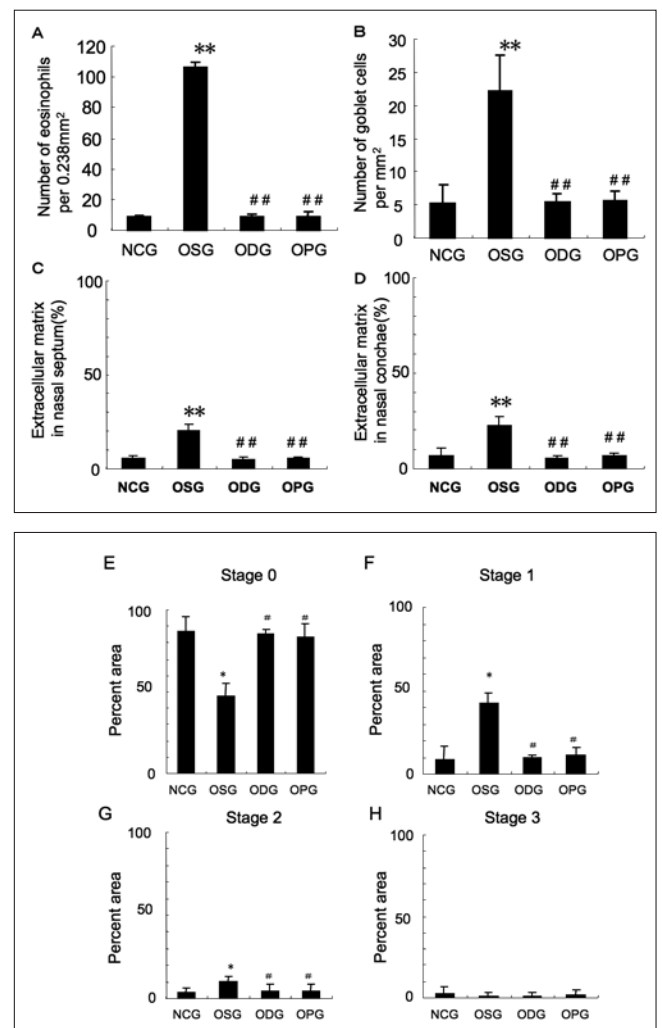 A
Number of eosinophils
per 0.238mm²
120
100
80
60
40
20
0
**
##
##
NCG OSG ODG OPG
B
Number of goblet cells
per mm²
30
25
20
15
10
5
0
**
##
##
NCG OSG ODG OPG
C
Extracellular matrix
in nasal septum(%)
100
50
0
**
##
##
NCG OSG ODG OPG
D
Extracellular matrix
in nasal conchae(%)
100
50
0
**
##
##
NCG OSG ODG OPG
E
Stage 0
Percent area
100
50
0
*
#
#
NCG OSG ODG OPG
F
Stage 1
Percent area
100
50
0
*
#
#
NCG OSG ODG OPG
G
Stage 2
Percent area
100
50
0
*
#
#
NCG OSG ODG OPG
H
Stage 3
Percent area
100
50
0
NCG OSG ODG OPG